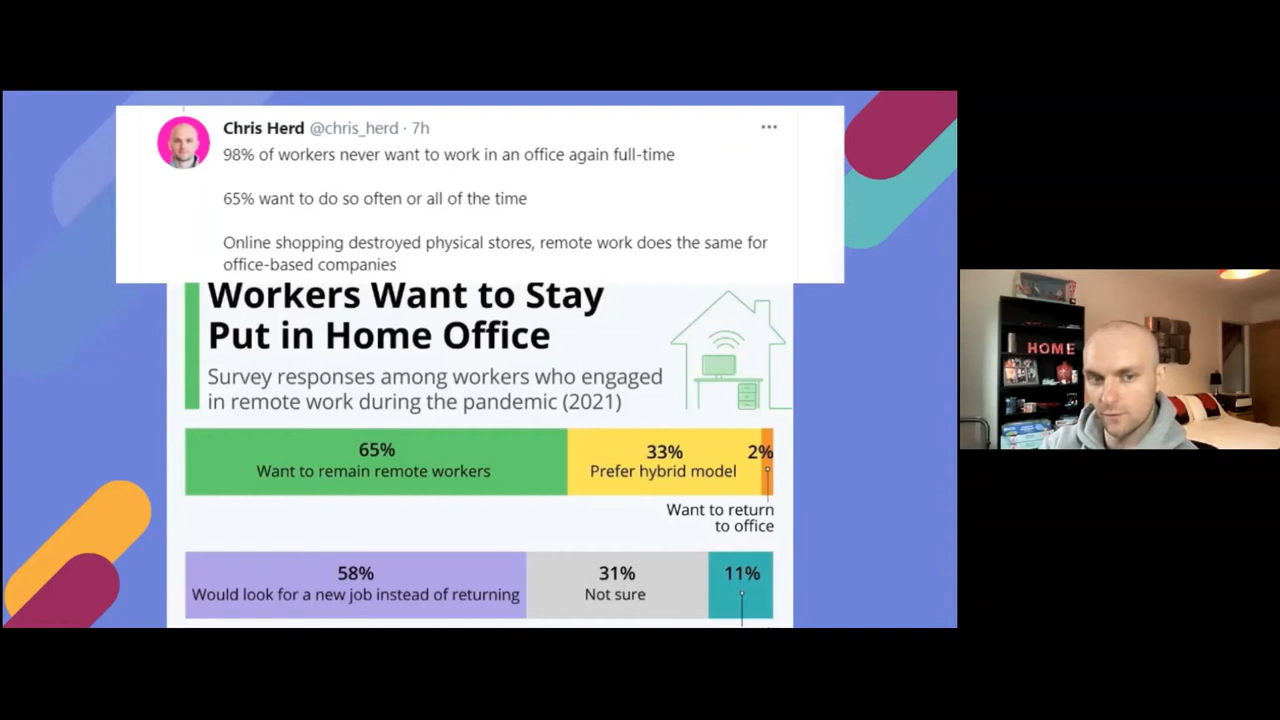 Chris Herd @chris_herd · 7h
98% of workers never want to work in an office again full-time
65% want to do so often or all of the time
Online shopping destroyed physical stores, remote work does the same for
office-based companies
Workers Want to Stay
Put in Home Office
Survey responses among workers who engaged
in remote work during the pandemic (2021)
65%
Want to remain remote workers
33%
Prefer hybrid model
2%
Want to return
to office
58%
Would look for a new job instead of returning
31%
Not sure
11%
HOME